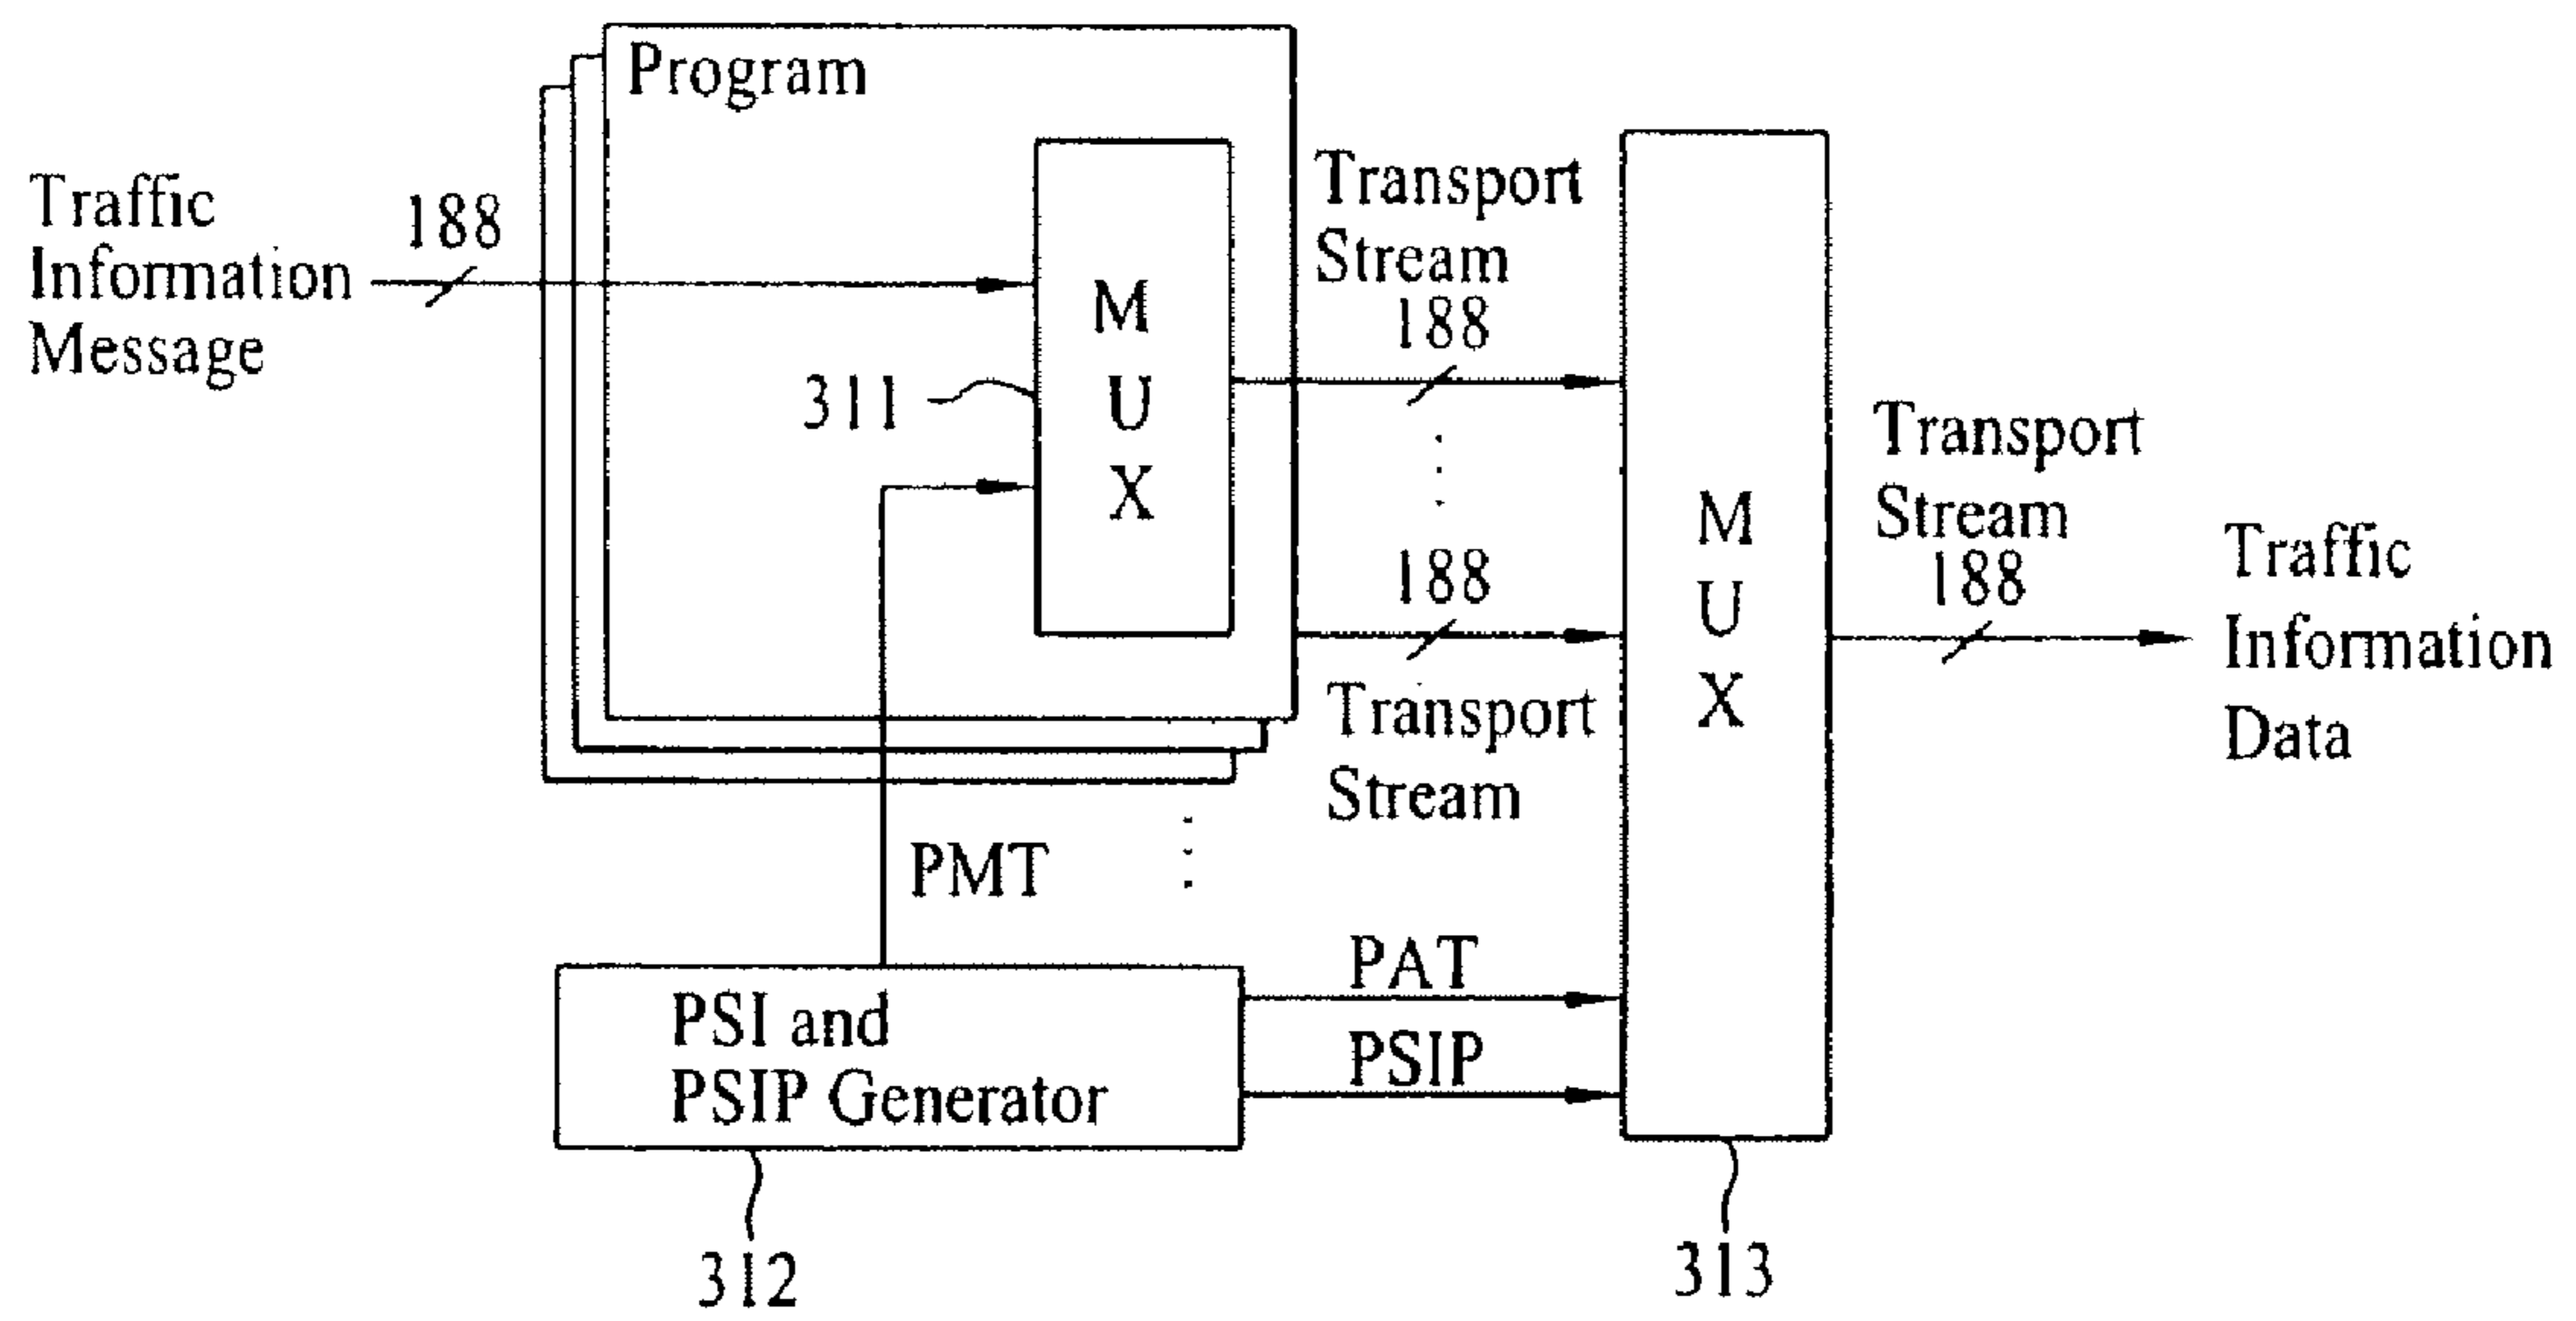 Program
Traffic
Information
Message
188
311
M
U
X
Transport
Stream
188
188
Transport
Stream
M
U
X
Transport
Stream
188
Traffic
Information
Data
PMT
PSI and
PSIP Generator
PAT
PSIP
312
313